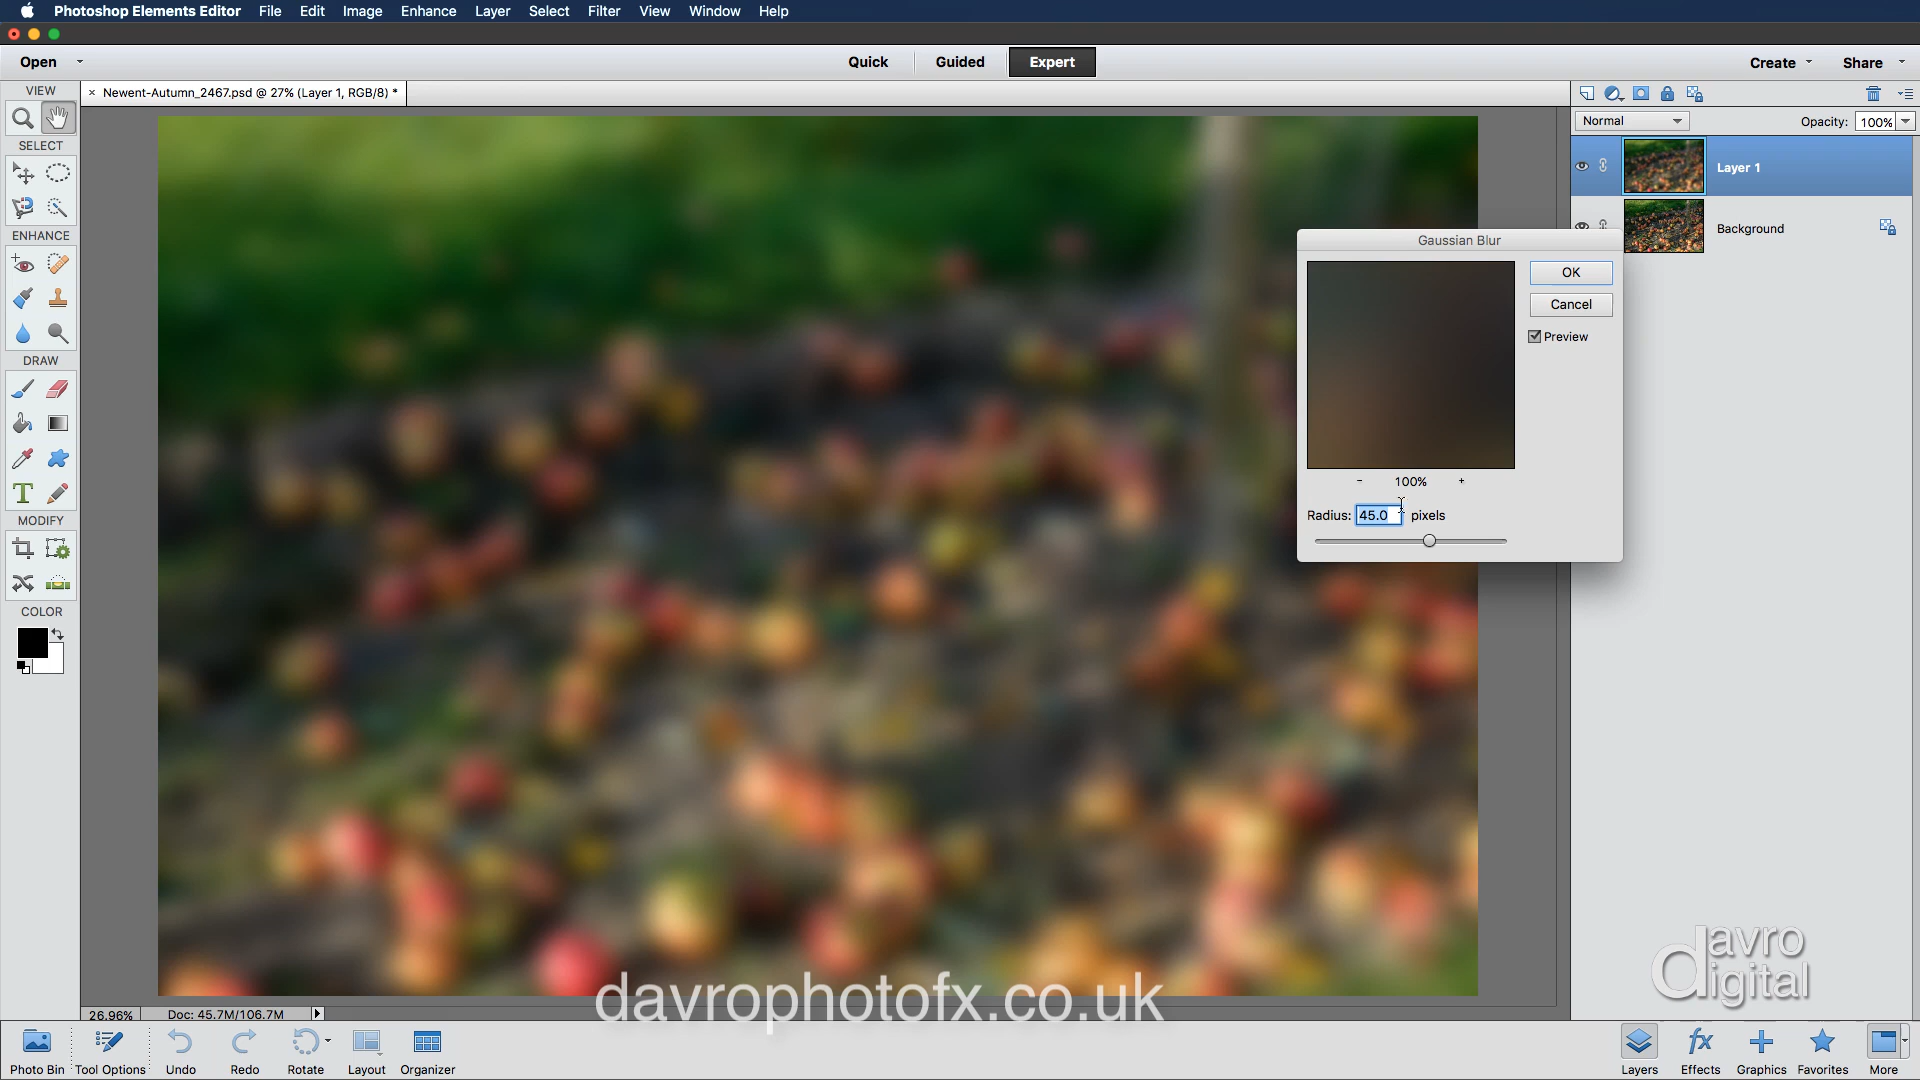 Photoshop Elements Editor File Edit Image Enhance Layer Select Filter View Window Help
Open Quick Guided Expert Create Share
VIEW
× Newent-Autumn_2467.psd @ 27% (Layer 1, RGB/8) *
Normal Opacity: 100%
SELECT
Layer 1
Background
ENHANCE
Gaussian Blur
OK
Cancel
Preview
DRAW
- 100% +
T
Radius: 45.0 pixels
MODIFY
COLOR
davro
digital
davrophotofx.co.uk
26.96% Doc: 45.7M/106.7M
fx
Photo Bin Tool Options Undo Redo Rotate Layout Organizer Layers Effects Graphics Favorites More